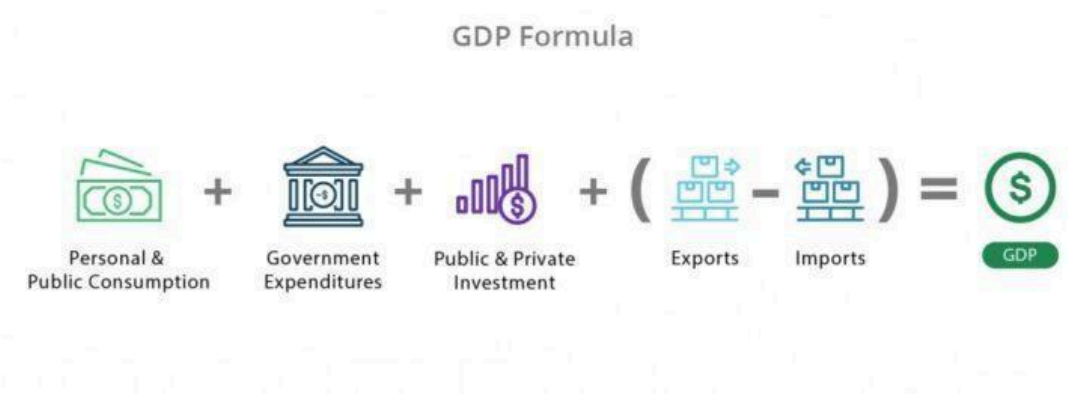 GDP Formula
+ + + ( - ) =
$
-$
$
$
Personal &
Public Consumption
Government
Expenditures
Public & Private
Investment
Exports
Imports
GDP